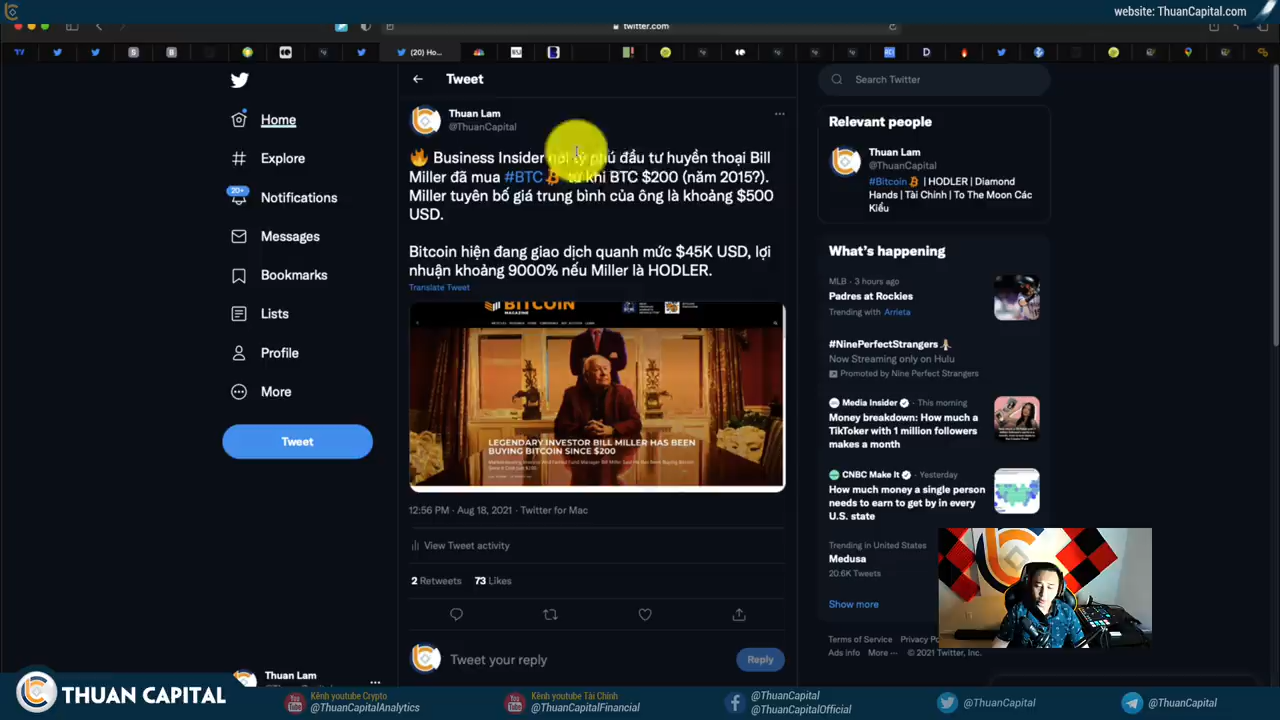 website: ThuanCapital.com
twitter.com
(20) Ho...
Home
Explore
20+
Notifications
Messages
Bookmarks
Lists
Profile
More
Tweet
Thuan Lam
Tweet
Thuan Lam
@ThuanCapital
Business Insider nơi tỷ phú đầu tư huyền thoại Bill
Miller đã mua #BTC từ khi BTC $200 (năm 2015?).
Miller tuyên bố giá trung bình của ông là khoảng $500
USD.
Bitcoin hiện đang giao dịch quanh mức $45K USD, lợi
nhuận khoảng 9000% nếu Miller là HODLER.
Translate Tweet
BITCOIN
MAGAZINE
LEGENDARY INVESTOR BILL MILLER HAS BEEN
BUYING BITCOIN SINCE $200
12:56 PM · Aug 18, 2021 · Twitter for Mac
View Tweet activity
2 Retweets 73 Likes
Tweet your reply
Reply
Search Twitter
Relevant people
Thuan Lam
@ThuanCapital
#Bitcoin | HODLER | Diamond
Hands | Tài Chính | To The Moon Các
Kiểu
What's happening
MLB · 3 hours ago
Padres at Rockies
Trending with Arrieta
#NinePerfectStrangers
Now Streaming only on Hulu
Promoted by Nine Perfect Strangers
Media Insider · This morning
Money breakdown: How much a
TikToker with 1 million followers
makes a month
CNBC Make It · Yesterday
How much money a single person
needs to earn to get by in every
U.S. state
Trending in United States
Medusa
20.6K Tweets
Show more
Terms of Service Privacy Po
Ad info More ··· © 2021 Twitter, Inc.
THUAN CAPITAL
Kênh youtube Crypto
@ThuanCapitalAnalytics
Kênh youtube Tài Chính
@ThuanCapitalFinancial
@ThuanCapital
@ThuanCapitalOfficial
@ThuanCapital
@ThuanCapital